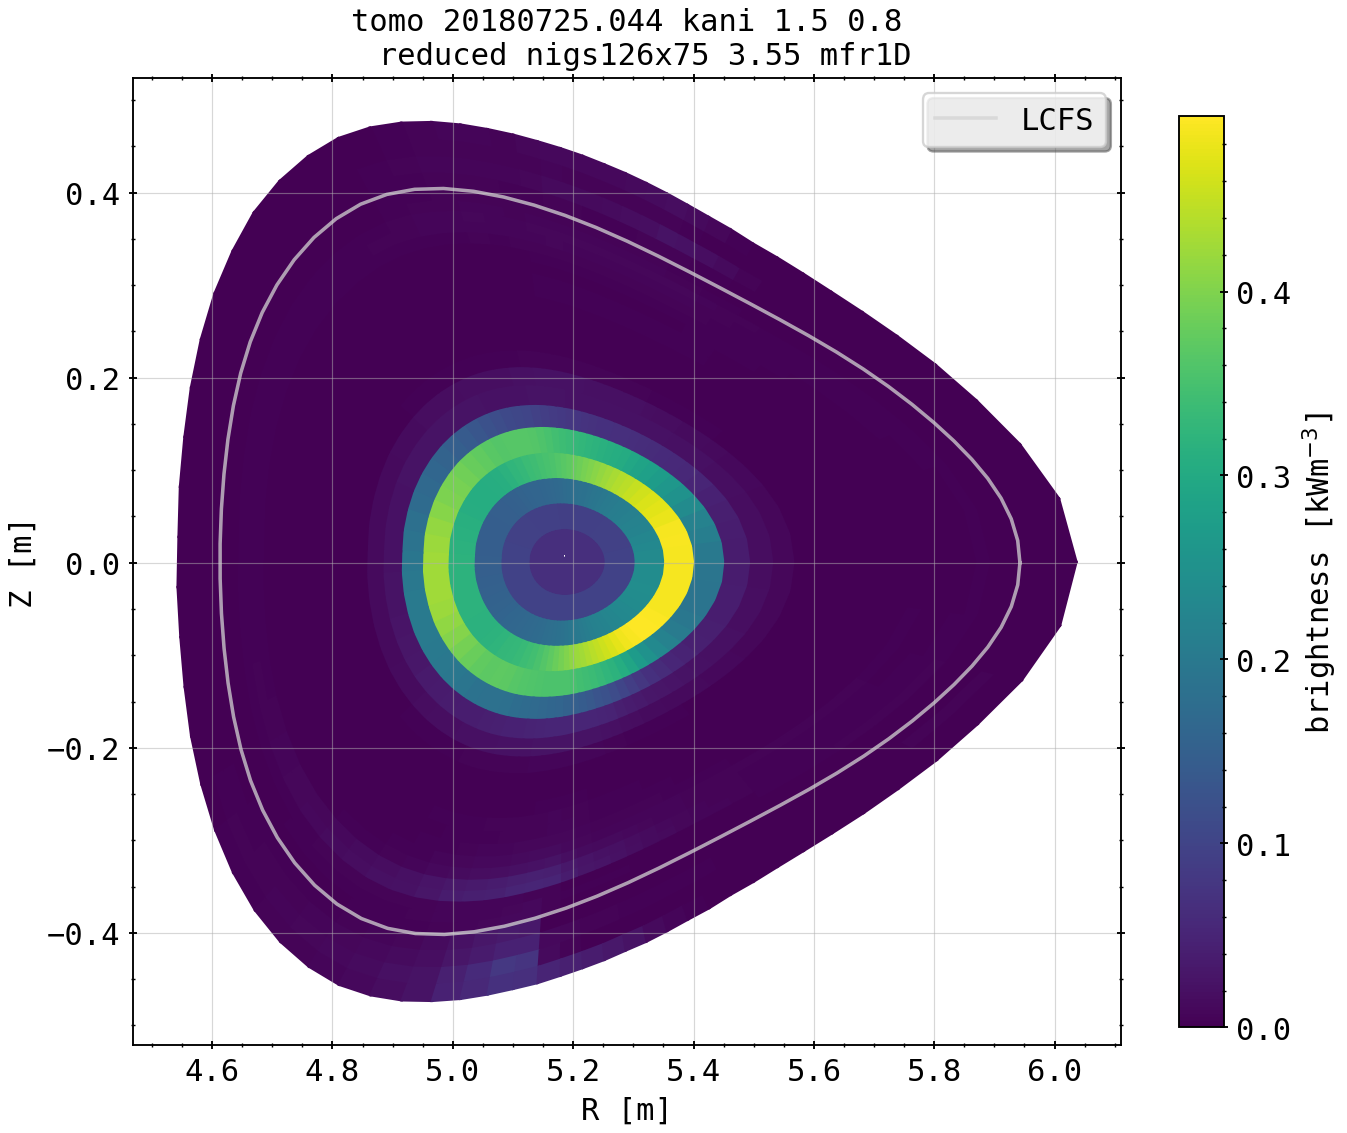 tomo 20180725.044 kani 1.5 0.8
reduced nigs126x75 3.55 mfr1D
LCFS
0.4
0.2
0.0
−0.2
−0.4
Z [m]
4.6 4.8 5.0 5.2 5.4 5.6 5.8 6.0
R [m]
0.4
0.3
0.2
0.1
0.0
brightness [kWm⁻³]